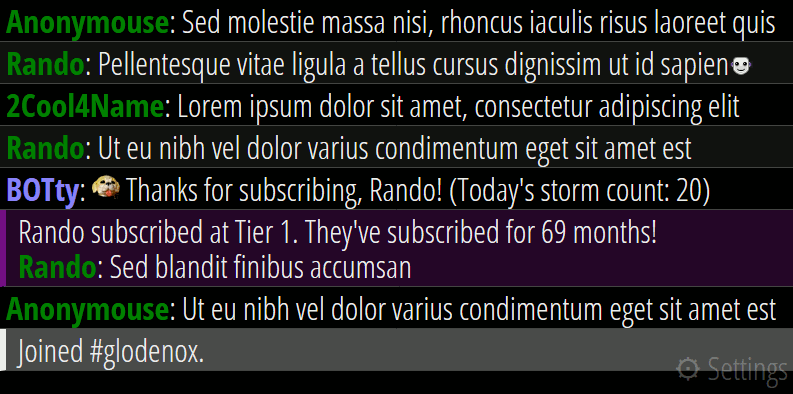 Anonymouse: Sed molestie massa nisi, rhoncus iaculis risus laoreet quis
Rando: Pellentesque vitae ligula a tellus cursus dignissim ut id sapien
2Cool4Name: Lorem ipsum dolor sit amet, consectetur adipiscing elit
Rando: Ut eu nibh vel dolor varius condimentum eget sit amet est
BOTty: Thanks for subscribing, Rando! (Today's storm count: 20)
Rando subscribed at Tier 1. They've subscribed for 69 months!
Rando: Sed blandit finibus accumsan
Anonymouse: Ut eu nibh vel dolor varius condimentum eget sit amet est
Joined #glodenox.
Settings